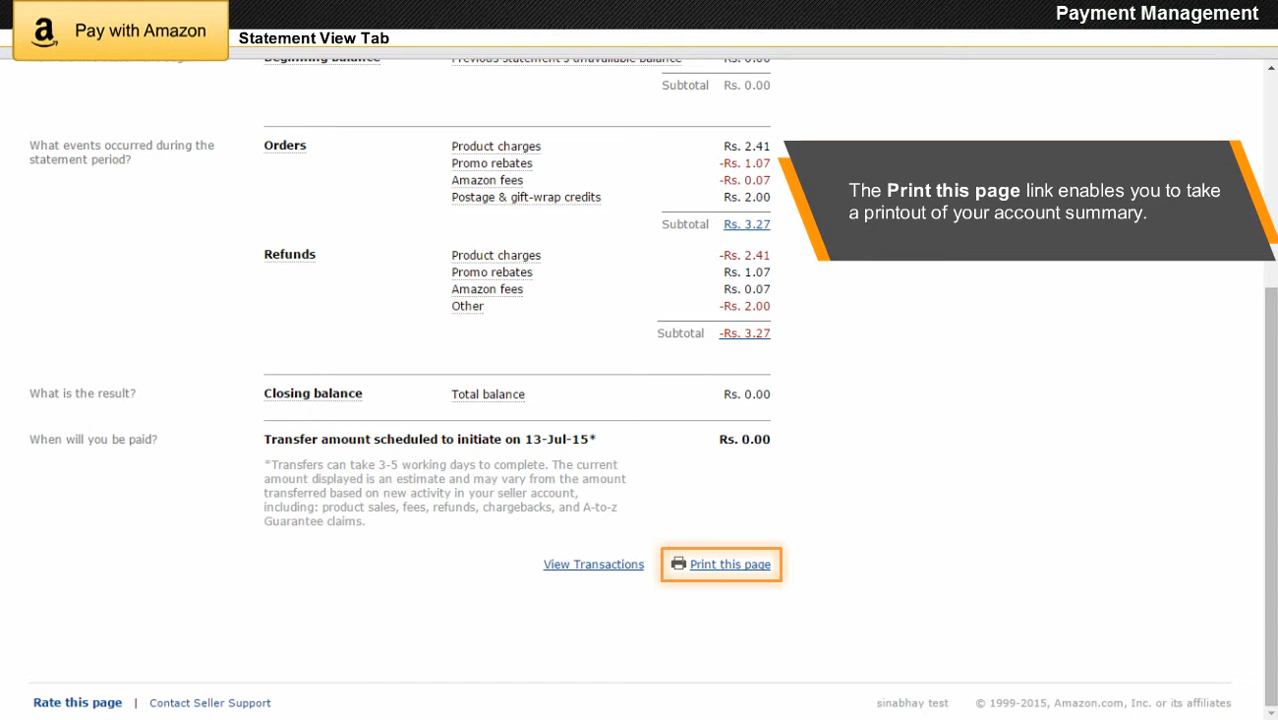 Payment Management
a Pay with Amazon
Statement View Tab
Beginning balance Previous statement's unavailable balance Rs. 0.00
Subtotal Rs. 0.00
What events occurred during the
statement period?
Orders Product charges Rs. 2.41
Promo rebates -Rs. 1.07
Amazon fees -Rs. 0.07
Postage & gift-wrap credits Rs. 2.00
Subtotal Rs. 3.27
The Print this page link enables you to take
a printout of your account summary.
Refunds Product charges -Rs. 2.41
Promo rebates Rs. 1.07
Amazon fees Rs. 0.07
Other -Rs. 2.00
Subtotal -Rs. 3.27
What is the result? Closing balance Total balance Rs. 0.00
When will you be paid? Transfer amount scheduled to initiate on 13-Jul-15* Rs. 0.00
*Transfers can take 3-5 working days to complete. The current
amount displayed is an estimate and may vary from the amount
transferred based on new activity in your seller account,
including: product sales, fees, refunds, chargebacks, and A-to-z
Guarantee claims.
View Transactions Print this page
Rate this page | Contact Seller Support sinabhay test © 1999-2015, Amazon.com, Inc. or its affiliates